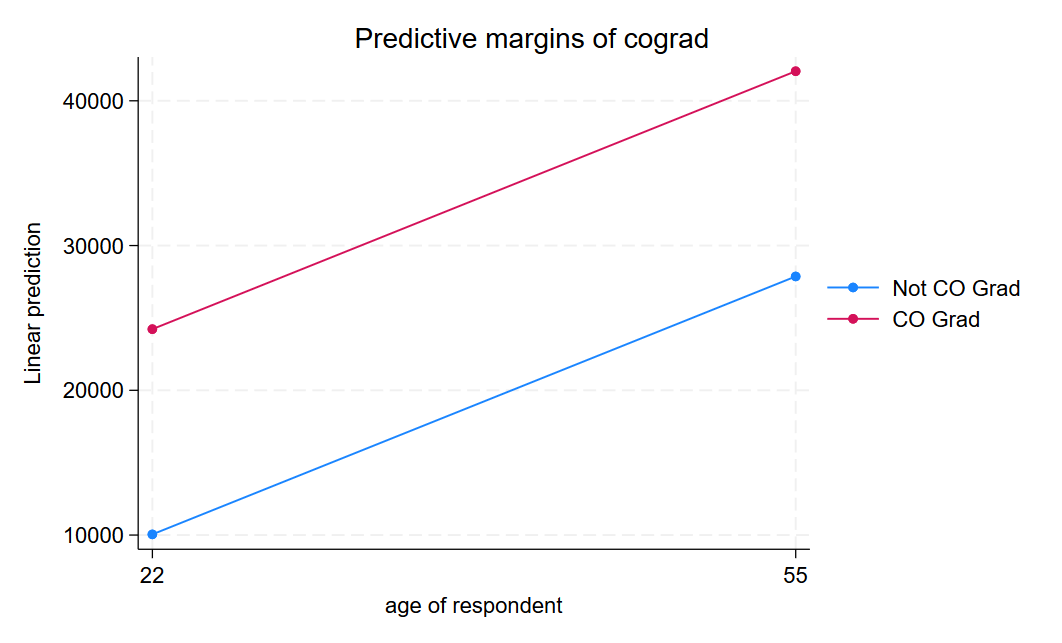 Predictive margins of cograd
Linear prediction
40000
30000
20000
10000
22
55
age of respondent
Not CO Grad
CO Grad